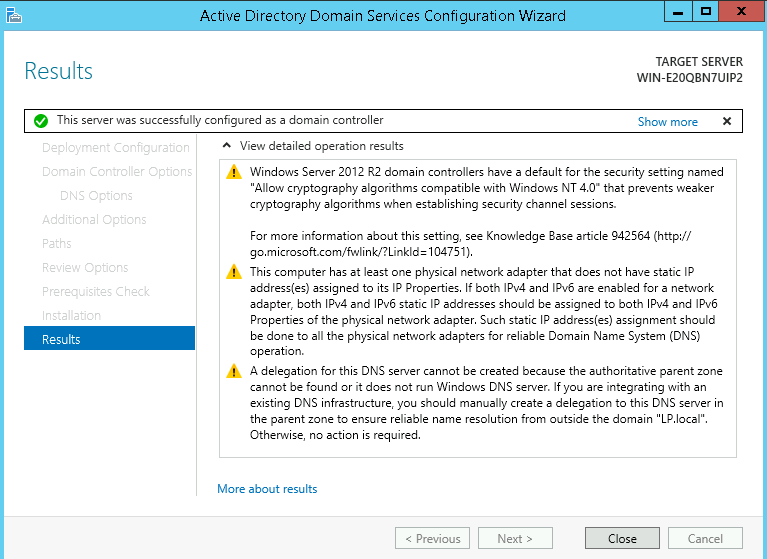 Active Directory Domain Services Configuration Wizard
Results
TARGET SERVER
WIN-E20QBN7UIP2
This server was successfully configured as a domain controller
Show more
Deployment Configuration
Domain Controller Options
DNS Options
Additional Options
Paths
Review Options
Prerequisites Check
Installation
Results
View detailed operation results
Windows Server 2012 R2 domain controllers have a default for the security setting named
"Allow cryptography algorithms compatible with Windows NT 4.0" that prevents weaker
cryptography algorithms when establishing security channel sessions.
For more information about this setting, see Knowledge Base article 942564 (http://
go.microsoft.com/fwlink/?LinkId=104751).
This computer has at least one physical network adapter that does not have static IP
address(es) assigned to its IP Properties. If both IPv4 and IPv6 are enabled for a network
adapter, both IPv4 and IPv6 static IP addresses should be assigned to both IPv4 and IPv6
Properties of the physical network adapter. Such static IP address(es) assignment should
be done to all the physical network adapters for reliable Domain Name System (DNS)
operation.
A delegation for this DNS server cannot be created because the authoritative parent zone
cannot be found or it does not run Windows DNS server. If you are integrating with an
existing DNS infrastructure, you should manually create a delegation to this DNS server in
the parent zone to ensure reliable name resolution from outside the domain "LP.local".
Otherwise, no action is required.
More about results
< Previous
Next >
Close
Cancel